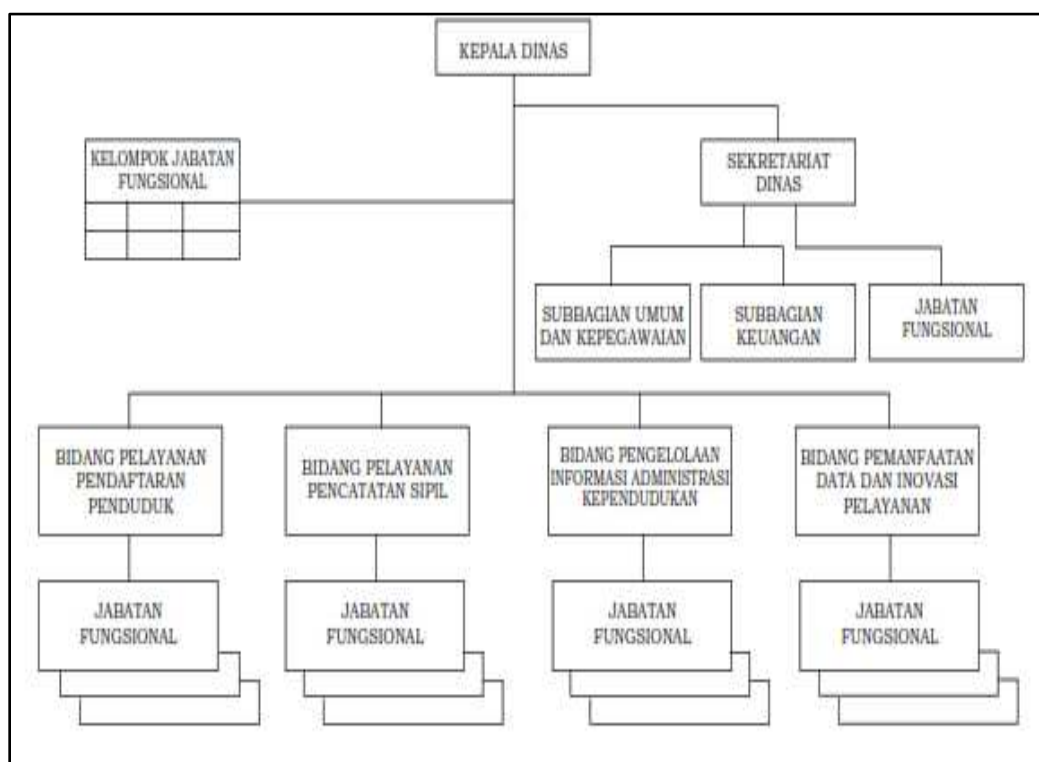 KEPALA DINAS
KELOMPOK JABATAN
FUNGSIONAL
SEKRETARIAT
DINAS
SUBBAGIAN UMUM
DAN KEPEGAWAIAN
SUBBAGIAN
KEUANGAN
JABATAN
FUNGSIONAL
BIDANG PELAYANAN
PENDAFTARAN
PENDUDUK
BIDANG PELAYANAN
PENCATATAN SIPIL
BIDANG PENGELOLAAN
INFORMASI ADMINISTRASI
KEPENDUDUKAN
BIDANG PEMANFAATAN
DATA DAN INOVASI
PELAYANAN
JABATAN
FUNGSIONAL
JABATAN
FUNGSIONAL
JABATAN
FUNGSIONAL
JABATAN
FUNGSIONAL